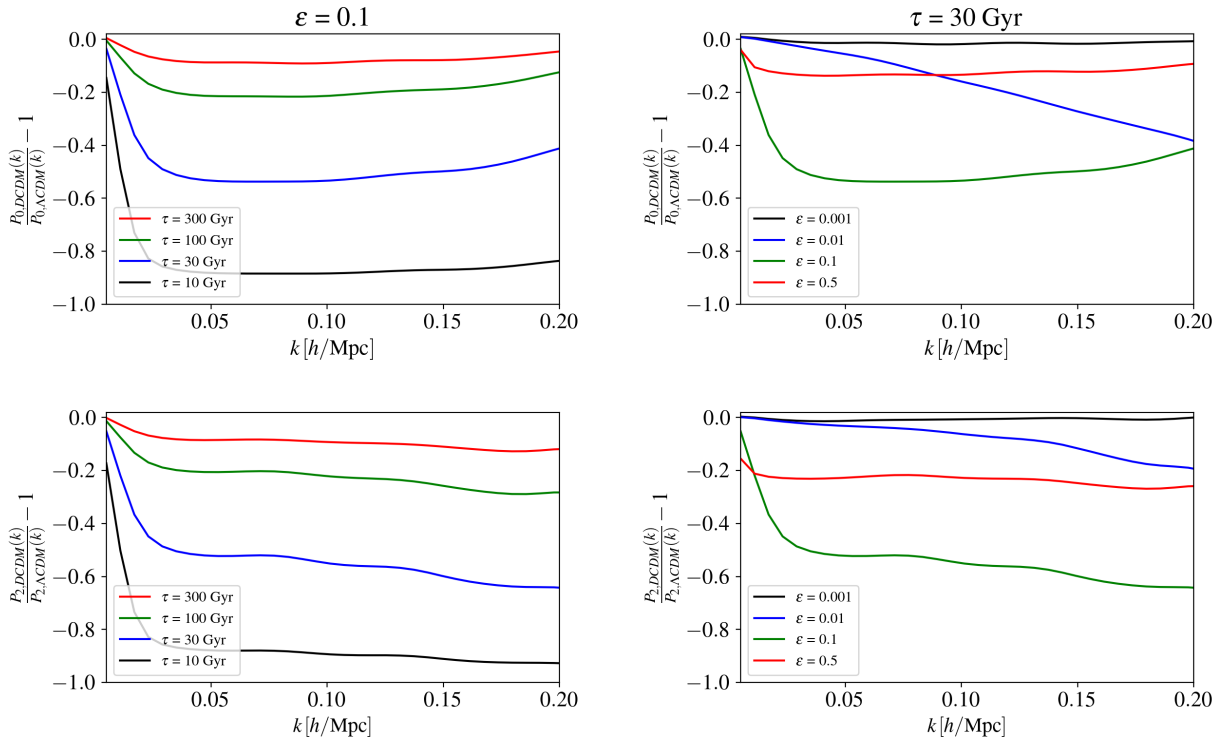 ε = 0.1
0.0
−0.2
−0.4
−0.6
−0.8
−1.0
P0,DCDM(k)/P0,ΛCDM(k) − 1
τ = 300 Gyr
τ = 100 Gyr
τ = 30 Gyr
τ = 10 Gyr
0.05 0.10 0.15 0.20
k [h/Mpc]
τ = 30 Gyr
0.0
−0.2
−0.4
−0.6
−0.8
−1.0
P0,DCDM(k)/P0,ΛCDM(k) − 1
ε = 0.001
ε = 0.01
ε = 0.1
ε = 0.5
0.05 0.10 0.15 0.20
k [h/Mpc]
0.0
−0.2
−0.4
−0.6
−0.8
−1.0
P2,DCDM(k)/P2,ΛCDM(k) − 1
τ = 300 Gyr
τ = 100 Gyr
τ = 30 Gyr
τ = 10 Gyr
0.05 0.10 0.15 0.20
k [h/Mpc]
0.0
−0.2
−0.4
−0.6
−0.8
−1.0
P2,DCDM(k)/P2,ΛCDM(k) − 1
ε = 0.001
ε = 0.01
ε = 0.1
ε = 0.5
0.05 0.10 0.15 0.20
k [h/Mpc]